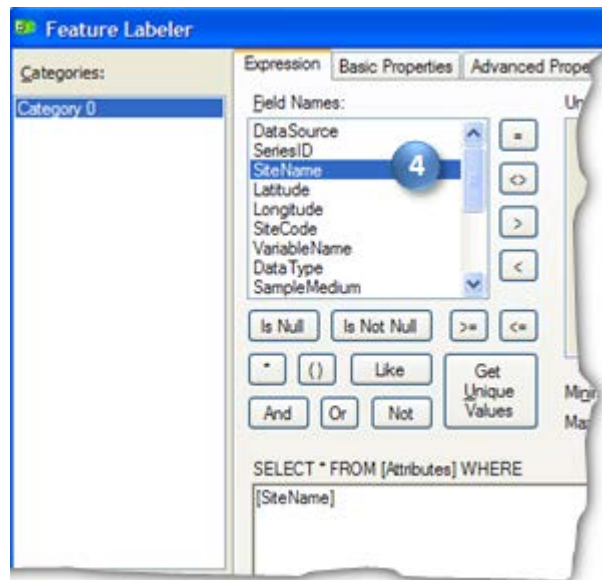 Feature Labeler
Categories:
Category 0
Expression Basic Properties Advanced
Field Names:
DataSource
SeriesID
SiteName
Latitude
Longitude
SiteCode
VariableName
DataType
SampleMedium
4
=
<>
>
<
Is Null Is Not Null >= <=
* () Like Get Unique Values
And Or Not
SELECT * FROM [Attributes] WHERE
[SiteName]